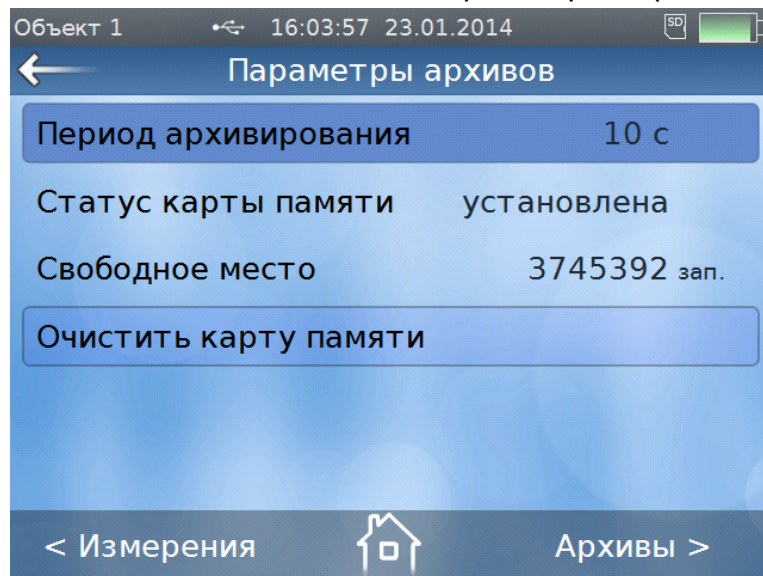 Объект 1 16:03:57 23.01.2014 SD
Параметры архивов
Период архивирования 10 с
Статус карты памяти установлена
Свободное место 3745392 зап.
Очистить карту памяти
< Измерения Архивы >